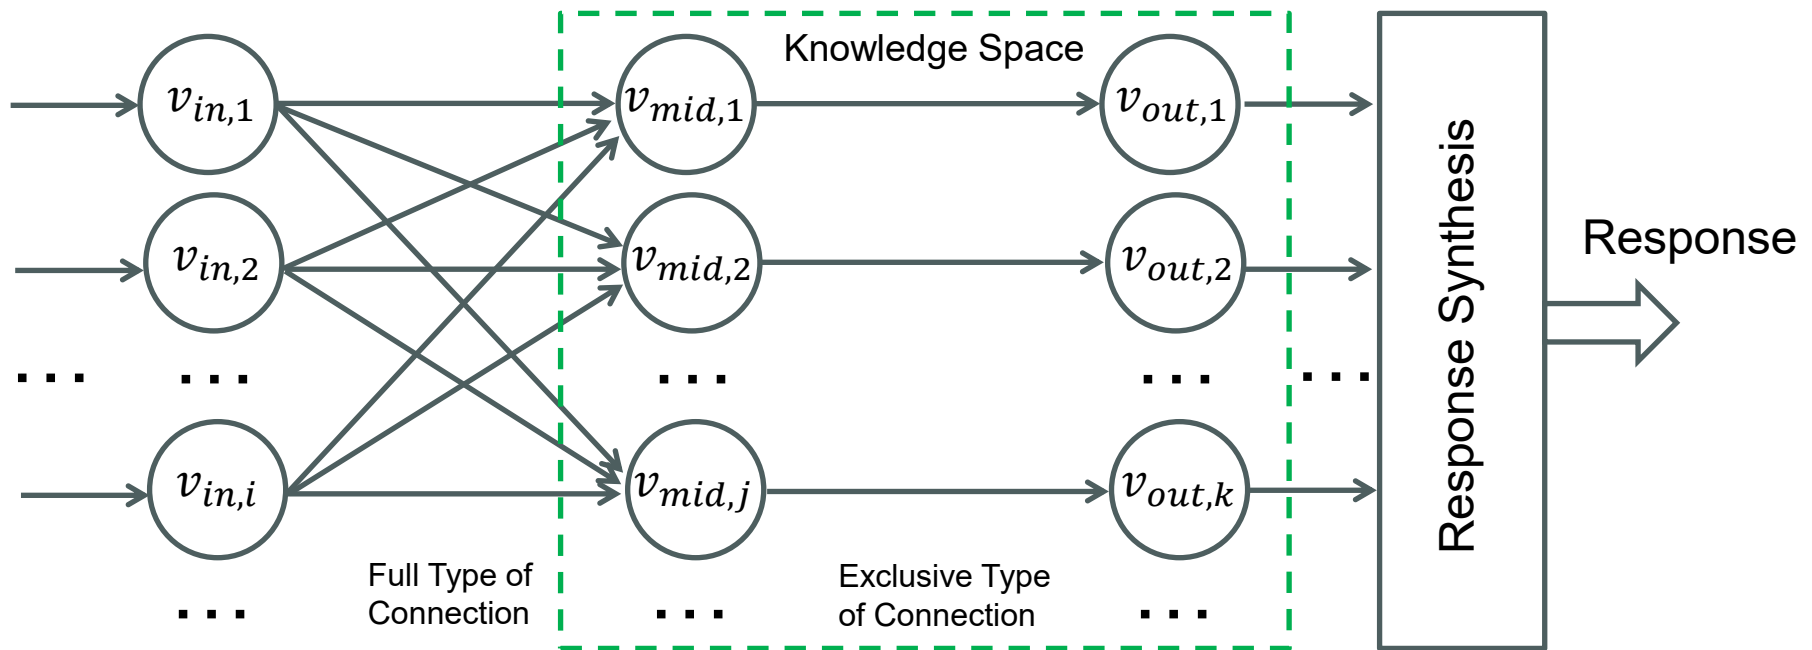 Knowledge Space
v_{in,1}
v_{mid,1}
v_{out,1}
v_{in,2}
v_{mid,2}
v_{out,2}
Response
Response Synthesis
...
...
...
...
...
v_{in,i}
v_{mid,j}
v_{out,k}
Full Type of
Connection
Exclusive Type
of Connection
...
...
...